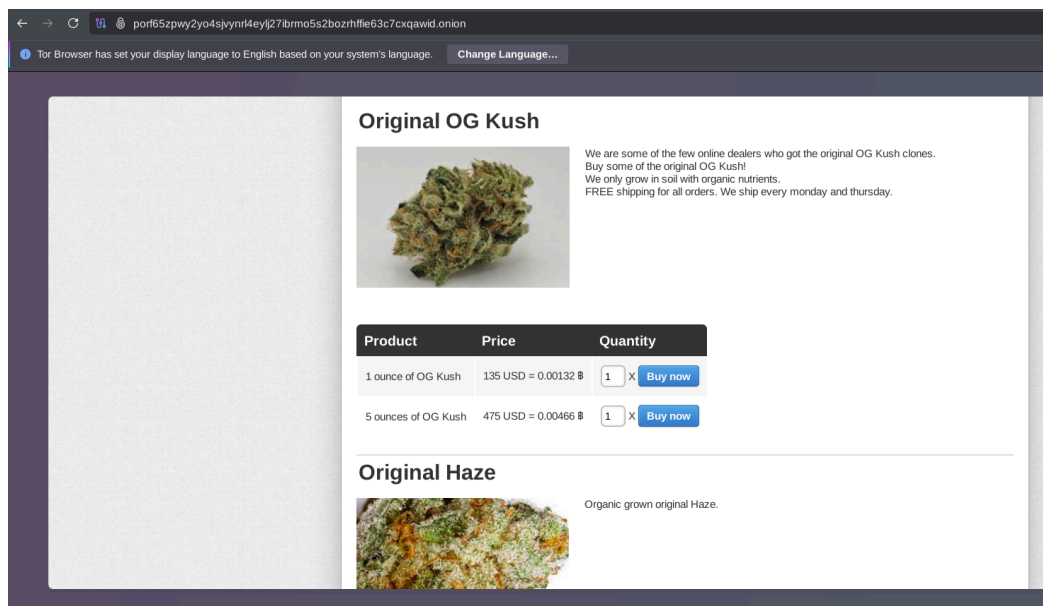 porf65zpwy2yo4sjvynrl4eylj27ibrmo5s2bozrhffie63c7cxqawid.onion
Tor Browser has set your display language to English based on your system's language. Change Language...
Original OG Kush
We are some of the few online dealers who got the original OG Kush clones.
Buy some of the original OG Kush!
We only grow in soil with organic nutrients.
FREE shipping for all orders. We ship every monday and thursday.
Product Price Quantity
1 ounce of OG Kush 135 USD = 0.00132 ฿ 1 X Buy now
5 ounces of OG Kush 475 USD = 0.00466 ฿ 1 X Buy now
Original Haze
Organic grown original Haze.